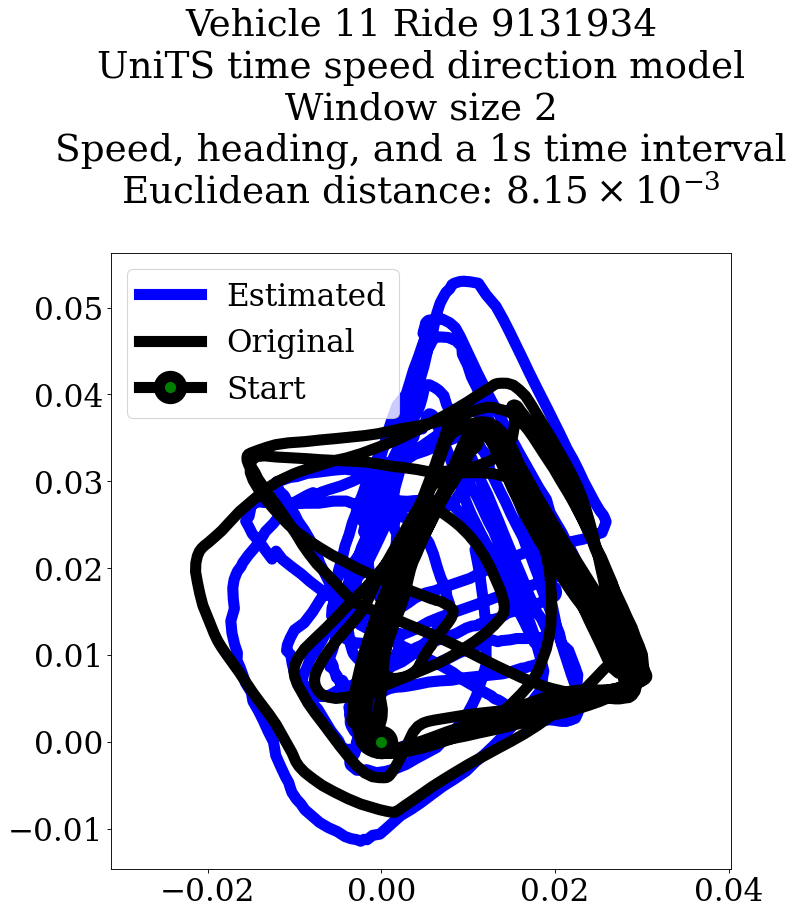 Vehicle 11 Ride 9131934
UniTS time speed direction model
Window size 2
Speed, heading, and a 1s time interval
Euclidean distance: 8.15 × 10⁻³
Estimated
Original
Start
0.05
0.04
0.03
0.02
0.01
0.00
−0.01
−0.02 0.00 0.02 0.04